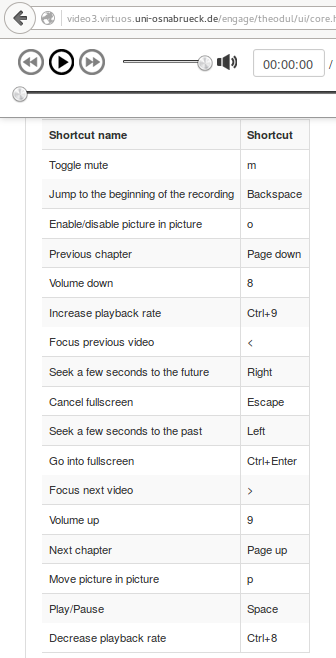 video3.virtuos.uni-osnabrueck.de/engage/theodul/ui/core.h
00:00:00 /
Shortcut name Shortcut
Toggle mute m
Jump to the beginning of the recording Backspace
Enable/disable picture in picture o
Previous chapter Page down
Volume down 8
Increase playback rate Ctrl+9
Focus previous video <
Seek a few seconds to the future Right
Cancel fullscreen Escape
Seek a few seconds to the past Left
Go into fullscreen Ctrl+Enter
Focus next video >
Volume up 9
Next chapter Page up
Move picture in picture p
Play/Pause Space
Decrease playback rate Ctrl+8